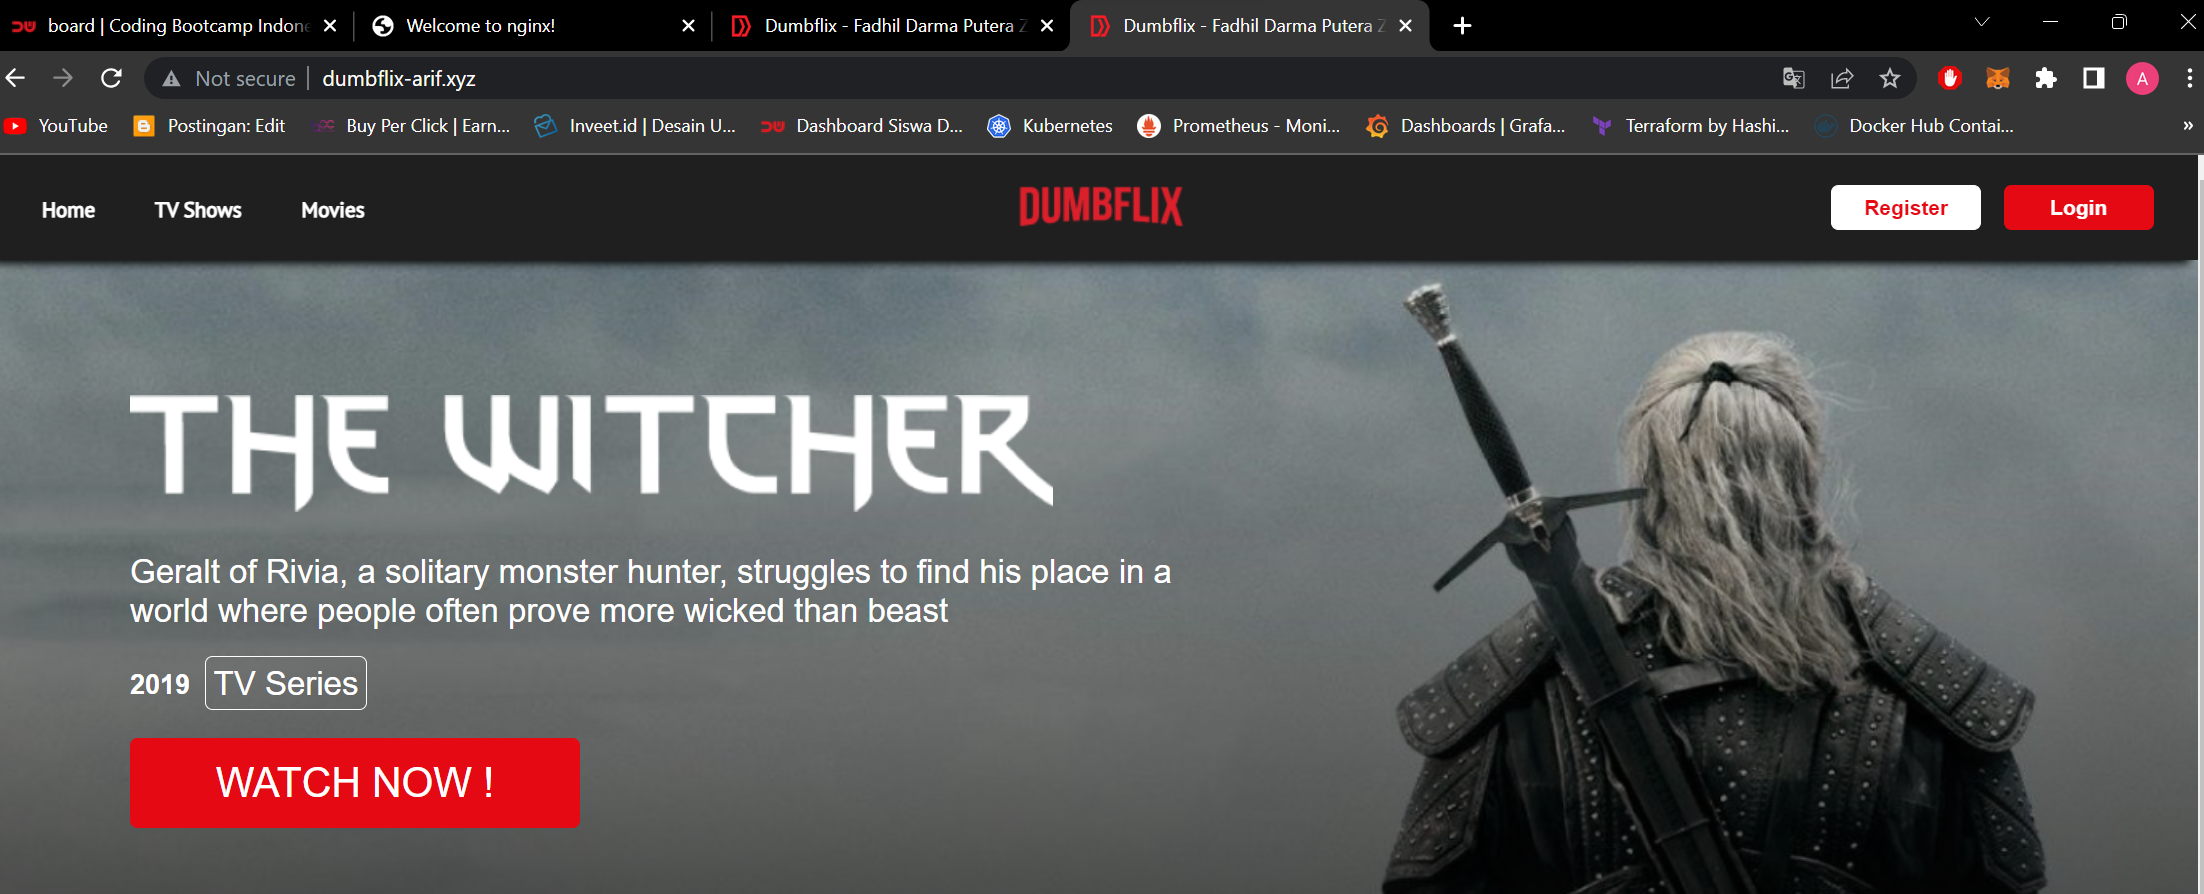 board | Coding Bootcamp Indone
Welcome to nginx!
Dumbflix - Fadhil Darma Putera Z
Dumbflix - Fadhil Darma Putera Z
Not secure
dumbflix-arif.xyz
A
YouTube
Postingan: Edit
Buy Per Click | Earn...
Inveet.id | Desain U...
Dashboard Siswa D...
Kubernetes
Prometheus - Moni...
Dashboards | Grafa...
Terraform by Hashi...
Docker Hub Contai...
»
Home
TV Shows
Movies
DUMBFLIX
Register
Login
THE WITCHER
Geralt of Rivia, a solitary monster hunter, struggles to find his place in a
world where people often prove more wicked than beast
2019 TV Series
WATCH NOW !